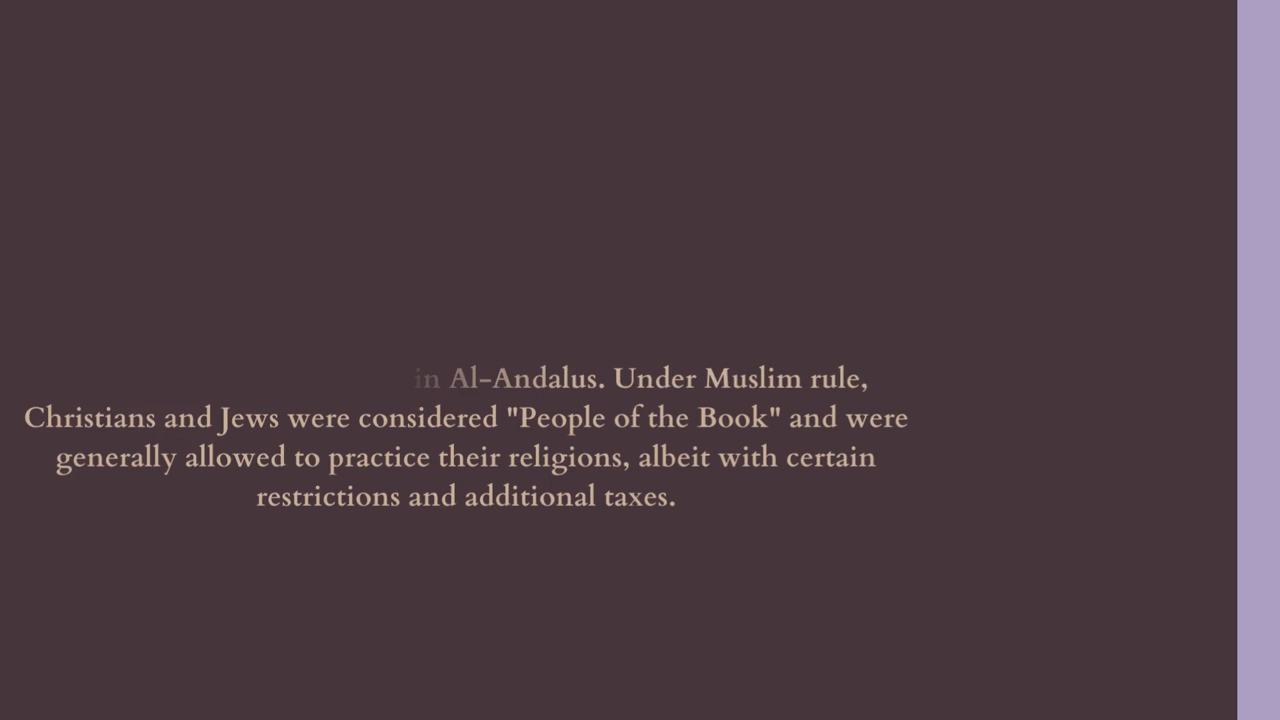 in Al-Andalus. Under Muslim rule,
Christians and Jews were considered "People of the Book" and were
generally allowed to practice their religions, albeit with certain
restrictions and additional taxes.